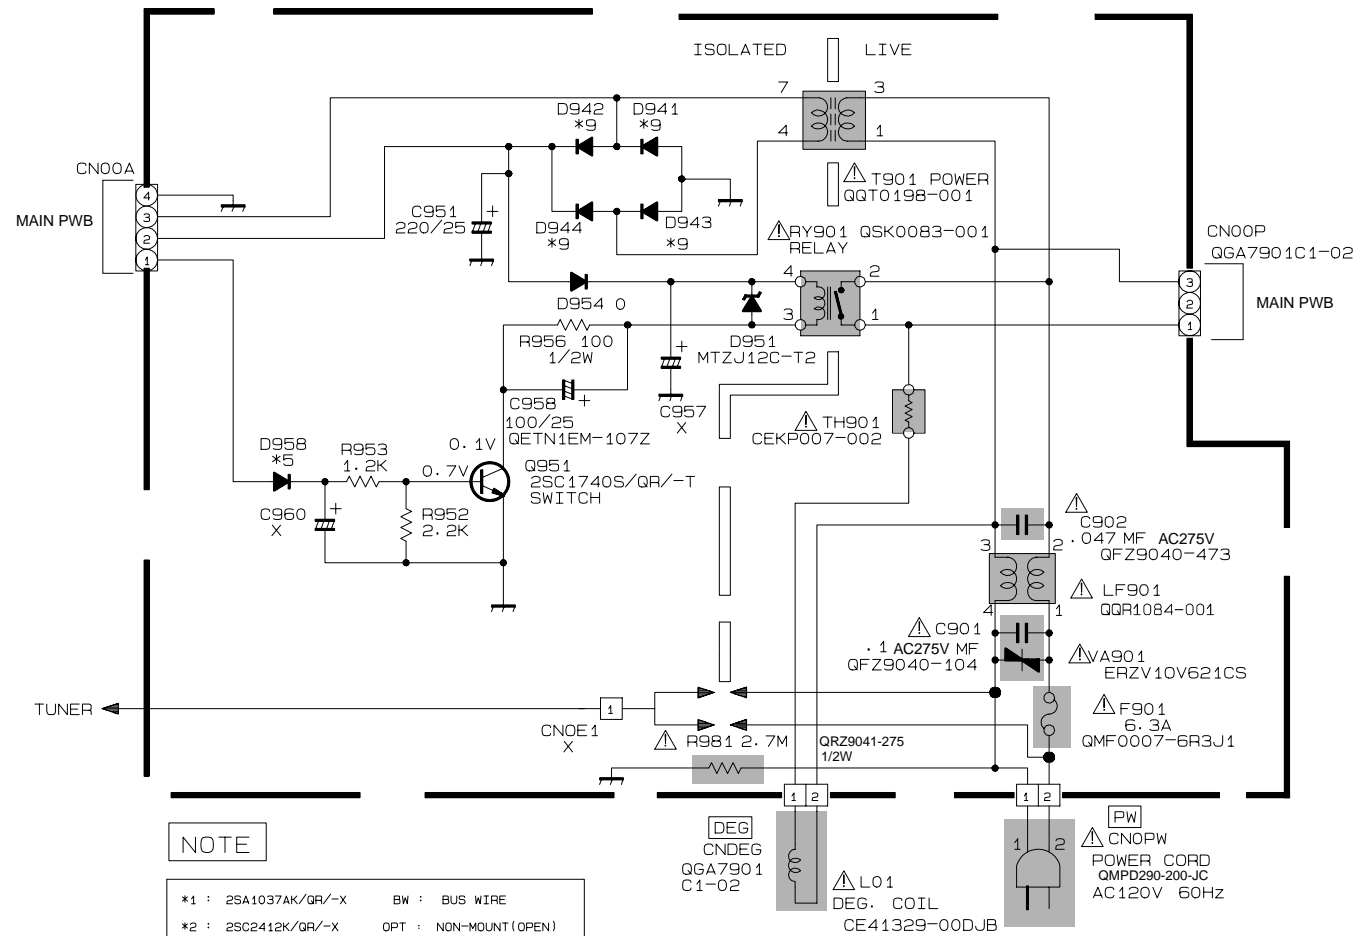 ISOLATED LIVE
7 3
4 1
D942 D941
*9 *9
CN00A
MAIN PWB
4
3
2
1
C951 +
220/25
D944 D943
*9 *9
⚠ T901 POWER
QQT0198-001
⚠RY901 QSK0083-001
RELAY
4 2
3 1
CN00P
QGA7901C1-02
3
2
1
MAIN PWB
D954 0
R956 100
1/2W
D951
MTZJ12C-T2
C958 +
100/25
QETN1EM-107Z
+
C957
X
⚠ TH901
CEKP007-002
D958
*5
R953
1.2K
0.1V
0.7V
Q951
2SC1740S/QR/-T
SWITCH
C960 +
X
R952
2.2K
⚠
C902
.047 MF AC275V
QFZ9040-473
3 2
⚠ LF901
QQR1084-001
4 1
⚠ C901
.1 AC275V MF
QFZ9040-104
⚠VA901
ERZV10V621CS
TUNER
1
CN0E1
X
⚠ F901
6.3A
QMF0007-6R3J1
⚠ R981 2.7M
QRZ9041-275
1/2W
1 2
1 2
NOTE
DEG
CNDEG
QGA7901
C1-02
⚠ L01
DEG. COIL
CE41329-00DJB
1 2
PW
⚠ CN0PW
POWER CORD
QMPD290-200-JC
AC120V 60Hz
*1 : 2SA1037AK/QR/-X BW : BUS WIRE
*2 : 2SC2412K/QR/-X OPT : NON-MOUNT(OPEN)